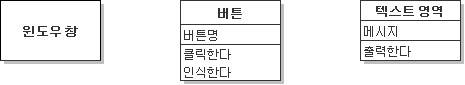 윈도우창
버튼
버튼명
클릭한다
인식한다
텍스트 영역
메시지
출력한다